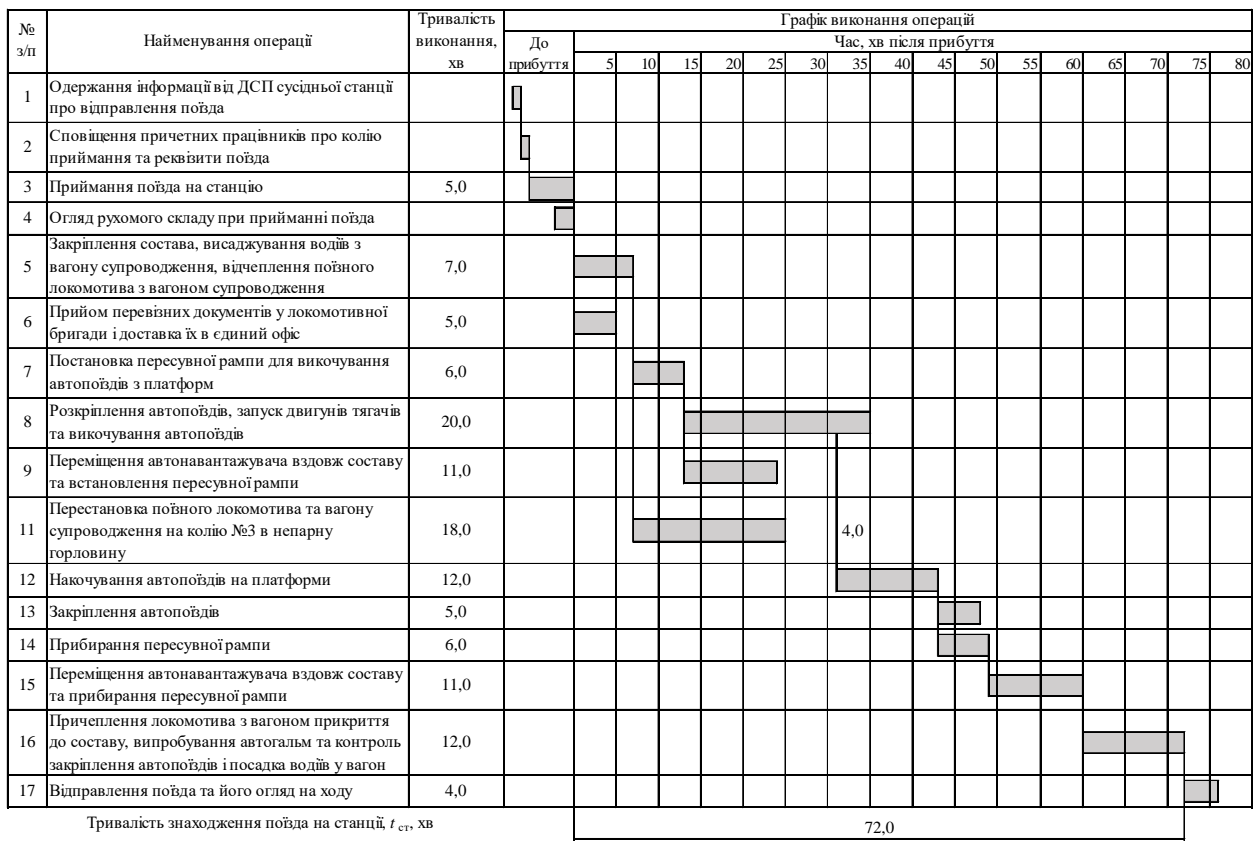 № з/п
Найменування операції
Тривалість виконання, хв
Графік виконання операцій
До прибуття
Час, хв після прибуття
5 10 15 20 25 30 35 40 45 50 55 60 65 70 75 80
1 Одержання інформації від ДСП сусідньої станції
про відправлення поїзда
2 Сповіщення причетних працівників про колію
приймання та реквізити поїзда
3 Приймання поїзда на станцію 5,0
4 Огляд рухомого складу при прийманні поїзда
5 Закріплення состава, висаджування водіїв з
вагону супроводження, відчеплення поїзного
локомотива з вагоном супроводження 7,0
6 Прийом перевізних документів у локомотивної
бригади і доставка їх в єдиний офіс 5,0
7 Постановка пересувної рампи для викочування
автопоїздів з платформ 6,0
8 Розкріплення автопоїздів, запуск двигунів тягачів
та викочування автопоїздів 20,0
9 Переміщення автонавантажувача вздовж составу
та встановлення пересувної рампи 11,0
11 Перестановка поїзного локомотива та вагону
супроводження на колію №3 в непарну
горловину 18,0
4,0
12 Накочування автопоїздів на платформи 12,0
13 Закріплення автопоїздів 5,0
14 Прибирання пересувної рампи 6,0
15 Переміщення автонавантажувача вздовж составу
та прибирання пересувної рампи 11,0
16 Причеплення локомотива з вагоном прикриття
до составу, випробування автогальм та контроль
закріплення автопоїздів і посадка водіїв у вагон 12,0
17 Відправлення поїзда та його огляд на ходу 4,0
Тривалість знаходження поїзда на станції, t ст, хв 72,0